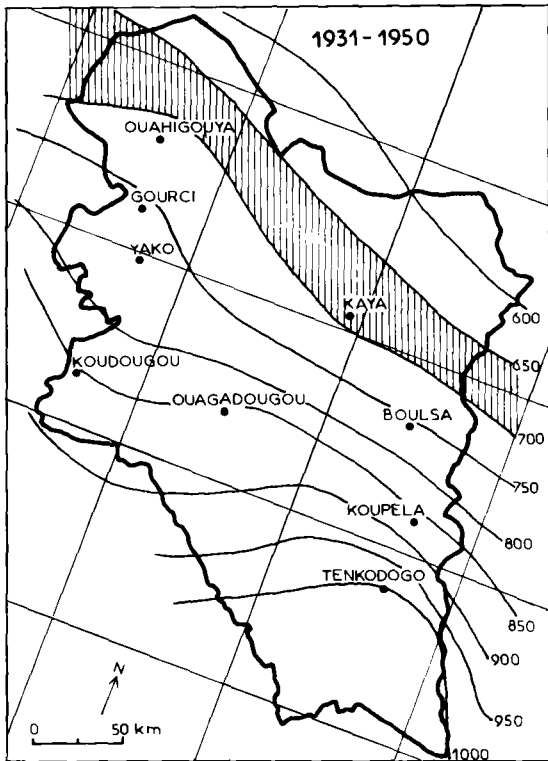 1931-1950
OUAHIGOUYA
GOURCI
YAKO
KAYA
600
650
KOUDOUGOU
OUAGADOUGOU
BOULSA
700
750
KOUPELA
800
TENKODOGO
850
900
N
950
0 50 km
1000